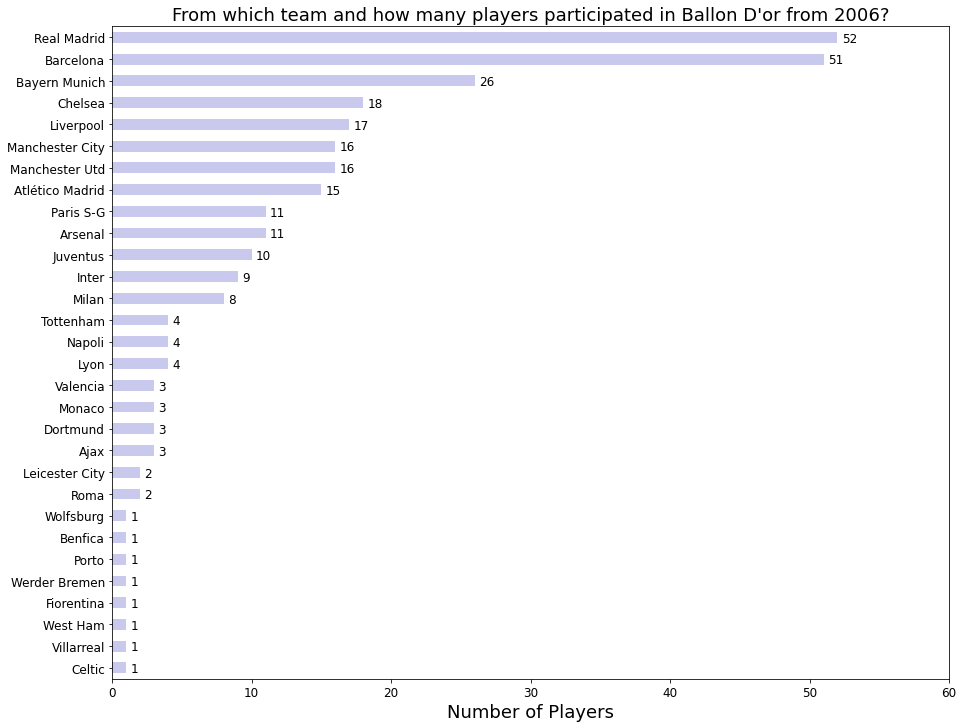 From which team and how many players participated in Ballon D'or from 2006?
Real Madrid 52
Barcelona 51
Bayern Munich 26
Chelsea 18
Liverpool 17
Manchester City 16
Manchester Utd 16
Atlético Madrid 15
Paris S-G 11
Arsenal 11
Juventus 10
Inter 9
Milan 8
Tottenham 4
Napoli 4
Lyon 4
Valencia 3
Monaco 3
Dortmund 3
Ajax 3
Leicester City 2
Roma 2
Wolfsburg 1
Benfica 1
Porto 1
Werder Bremen 1
Fiorentina 1
West Ham 1
Villarreal 1
Celtic 1
0 10 20 30 40 50 60
Number of Players